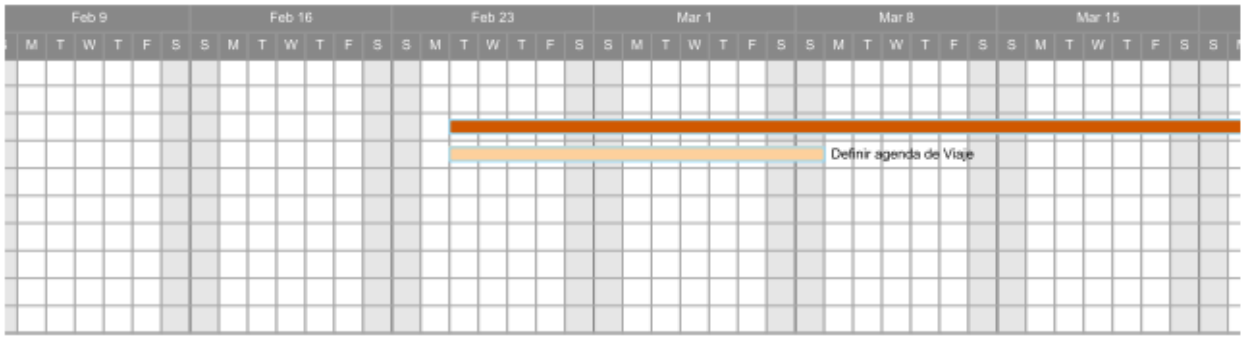 Feb 9 Feb 16 Feb 23 Mar 1 Mar 8 Mar 15
M T W T F S S M T W T F S S M T W T F S S M T W T F S S M T W T F S S M T W T F S S
Definir agenda de Viaje